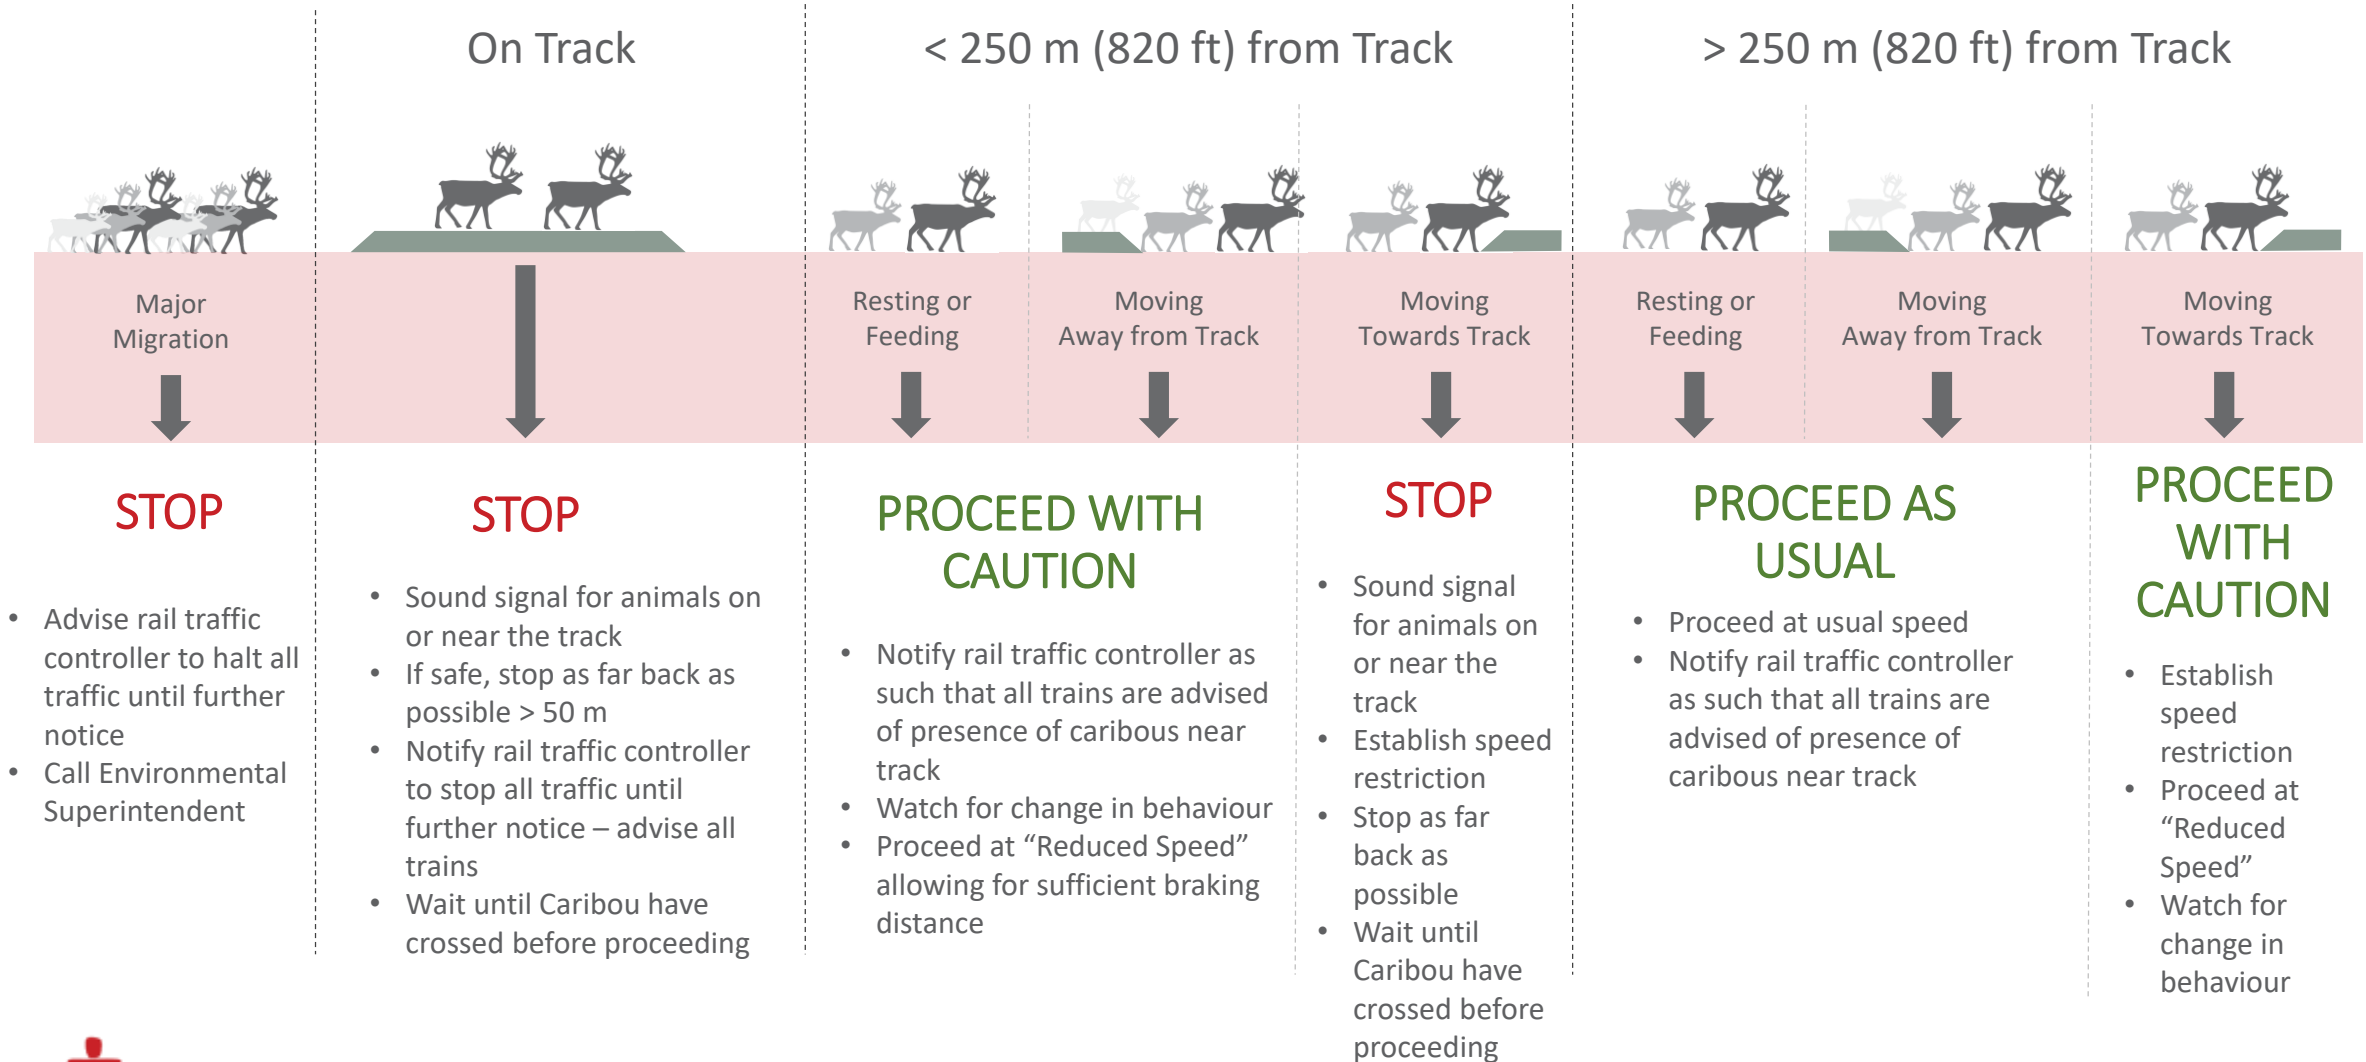 On Track
< 250 m (820 ft) from Track
> 250 m (820 ft) from Track
Major
Migration
Resting or
Feeding
Moving
Away from Track
Moving
Towards Track
Resting or
Feeding
Moving
Away from Track
Moving
Towards Track
STOP
• Advise rail traffic
controller to halt all
traffic until further
notice
• Call Environmental
Superintendent
STOP
• Sound signal for animals on
or near the track
• If safe, stop as far back as
possible > 50 m
• Notify rail traffic controller
to stop all traffic until
further notice – advise all
trains
• Wait until Caribou have
crossed before proceeding
PROCEED WITH
CAUTION
• Notify rail traffic controller as
such that all trains are advised
of presence of caribous near
track
• Watch for change in behaviour
• Proceed at “Reduced Speed”
allowing for sufficient braking
distance
STOP
• Sound signal
for animals on
or near the
track
• Establish speed
restriction
• Stop as far
back as
possible
• Wait until
Caribou have
crossed before
proceeding
PROCEED AS
USUAL
• Proceed at usual speed
• Notify rail traffic controller
as such that all trains are
advised of presence of
caribous near track
PROCEED
WITH
CAUTION
• Establish
speed
restriction
• Proceed at
“Reduced
Speed”
• Watch for
change in
behaviour